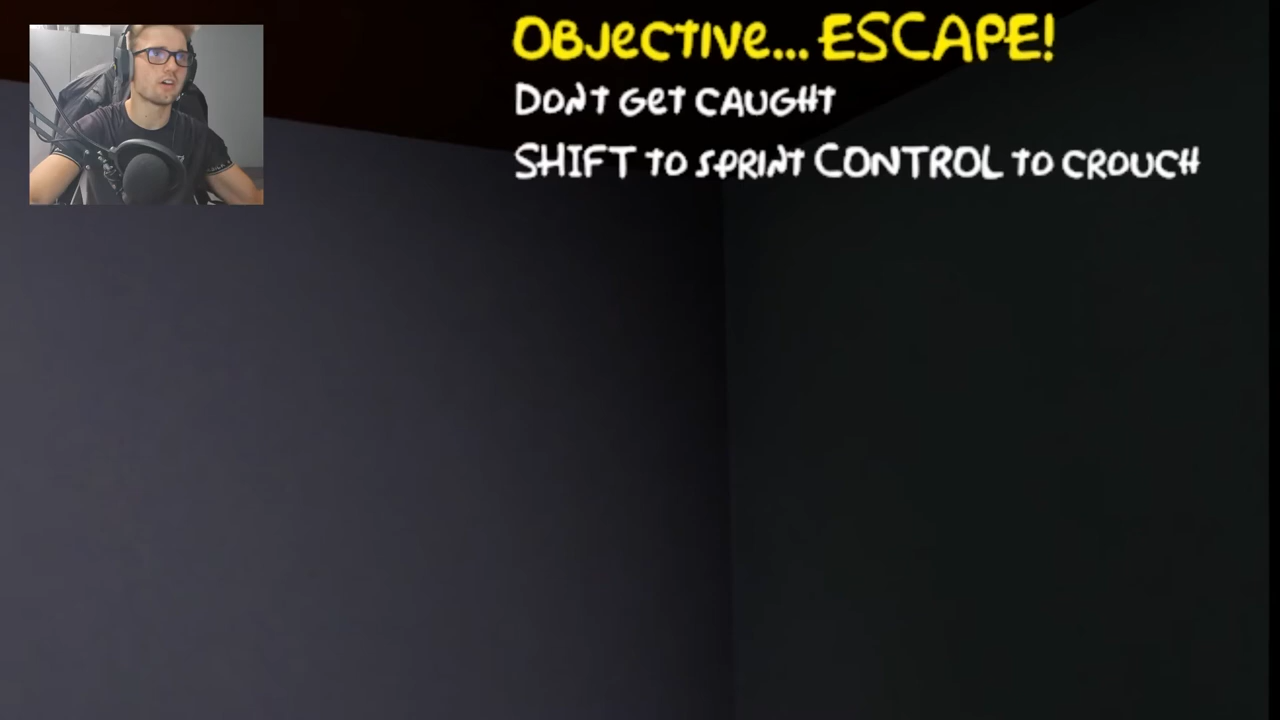 OBJECTIVE... ESCAPE!
DONT GET CAUGHT
SHIFT TO SPRINT CONTROL TO CROUCH